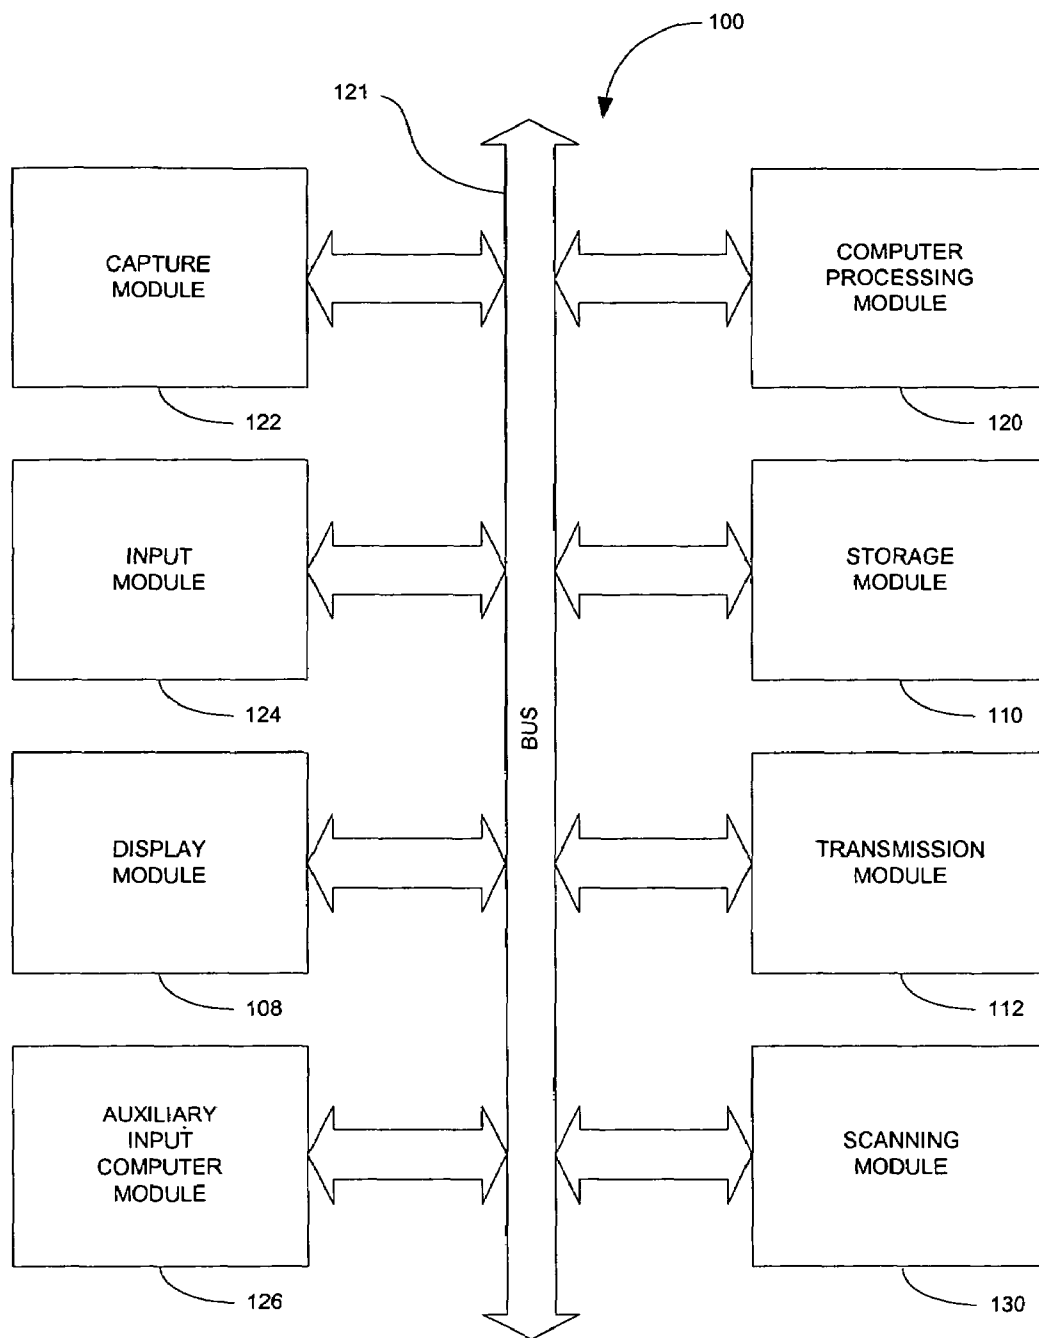 100
121
CAPTURE
MODULE
122
COMPUTER
PROCESSING
MODULE
120
INPUT
MODULE
124
STORAGE
MODULE
110
BUS
DISPLAY
MODULE
108
TRANSMISSION
MODULE
112
AUXILIARY
INPUT
COMPUTER
MODULE
126
SCANNING
MODULE
130